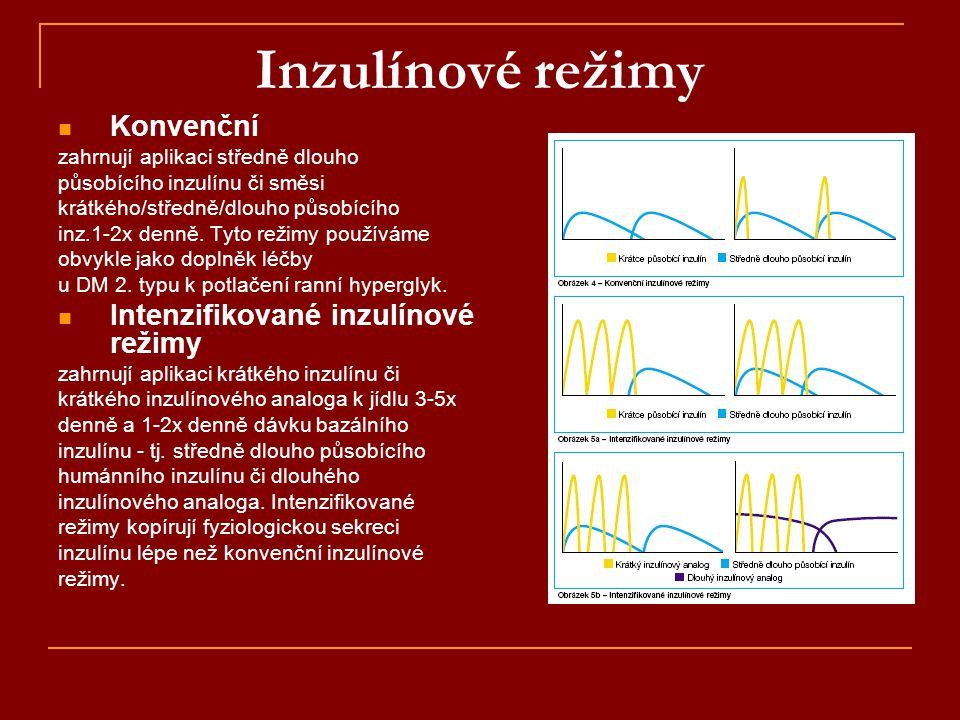 Inzulínové režimy
Konvenční
zahrnují aplikaci středně dlouho
působícího inzulínu či směsi
krátkého/středně/dlouho působícího
inz.1-2x denně. Tyto režimy používáme
obvykle jako doplněk léčby
u DM 2. typu k potlačení ranní hyperglyk.
Intenzifikované inzulínové
režimy
zahrnují aplikaci krátkého inzulínu či
krátkého inzulínového analoga k jídlu 3-5x
denně a 1-2x denně dávku bazálního
inzulínu - tj. středně dlouho působícího
humánního inzulínu či dlouhého
inzulínového analoga. Intenzifikované
režimy kopírují fyziologickou sekreci
inzulínu lépe než konvenční inzulínové
režimy.
Krátce působící inzulín Středně dlouho působící inzulín
Obrázek 4 – Konvenční inzulínové režimy
Krátce působící inzulín Středně dlouho působící inzulín
Obrázek 5a – Intenzifikované inzulínové režimy
Krátký inzulínový analog Středně dlouho působící inzulín
Dlouhý inzulínový analog
Obrázek 5b – Intenzifikované inzulínové režimy